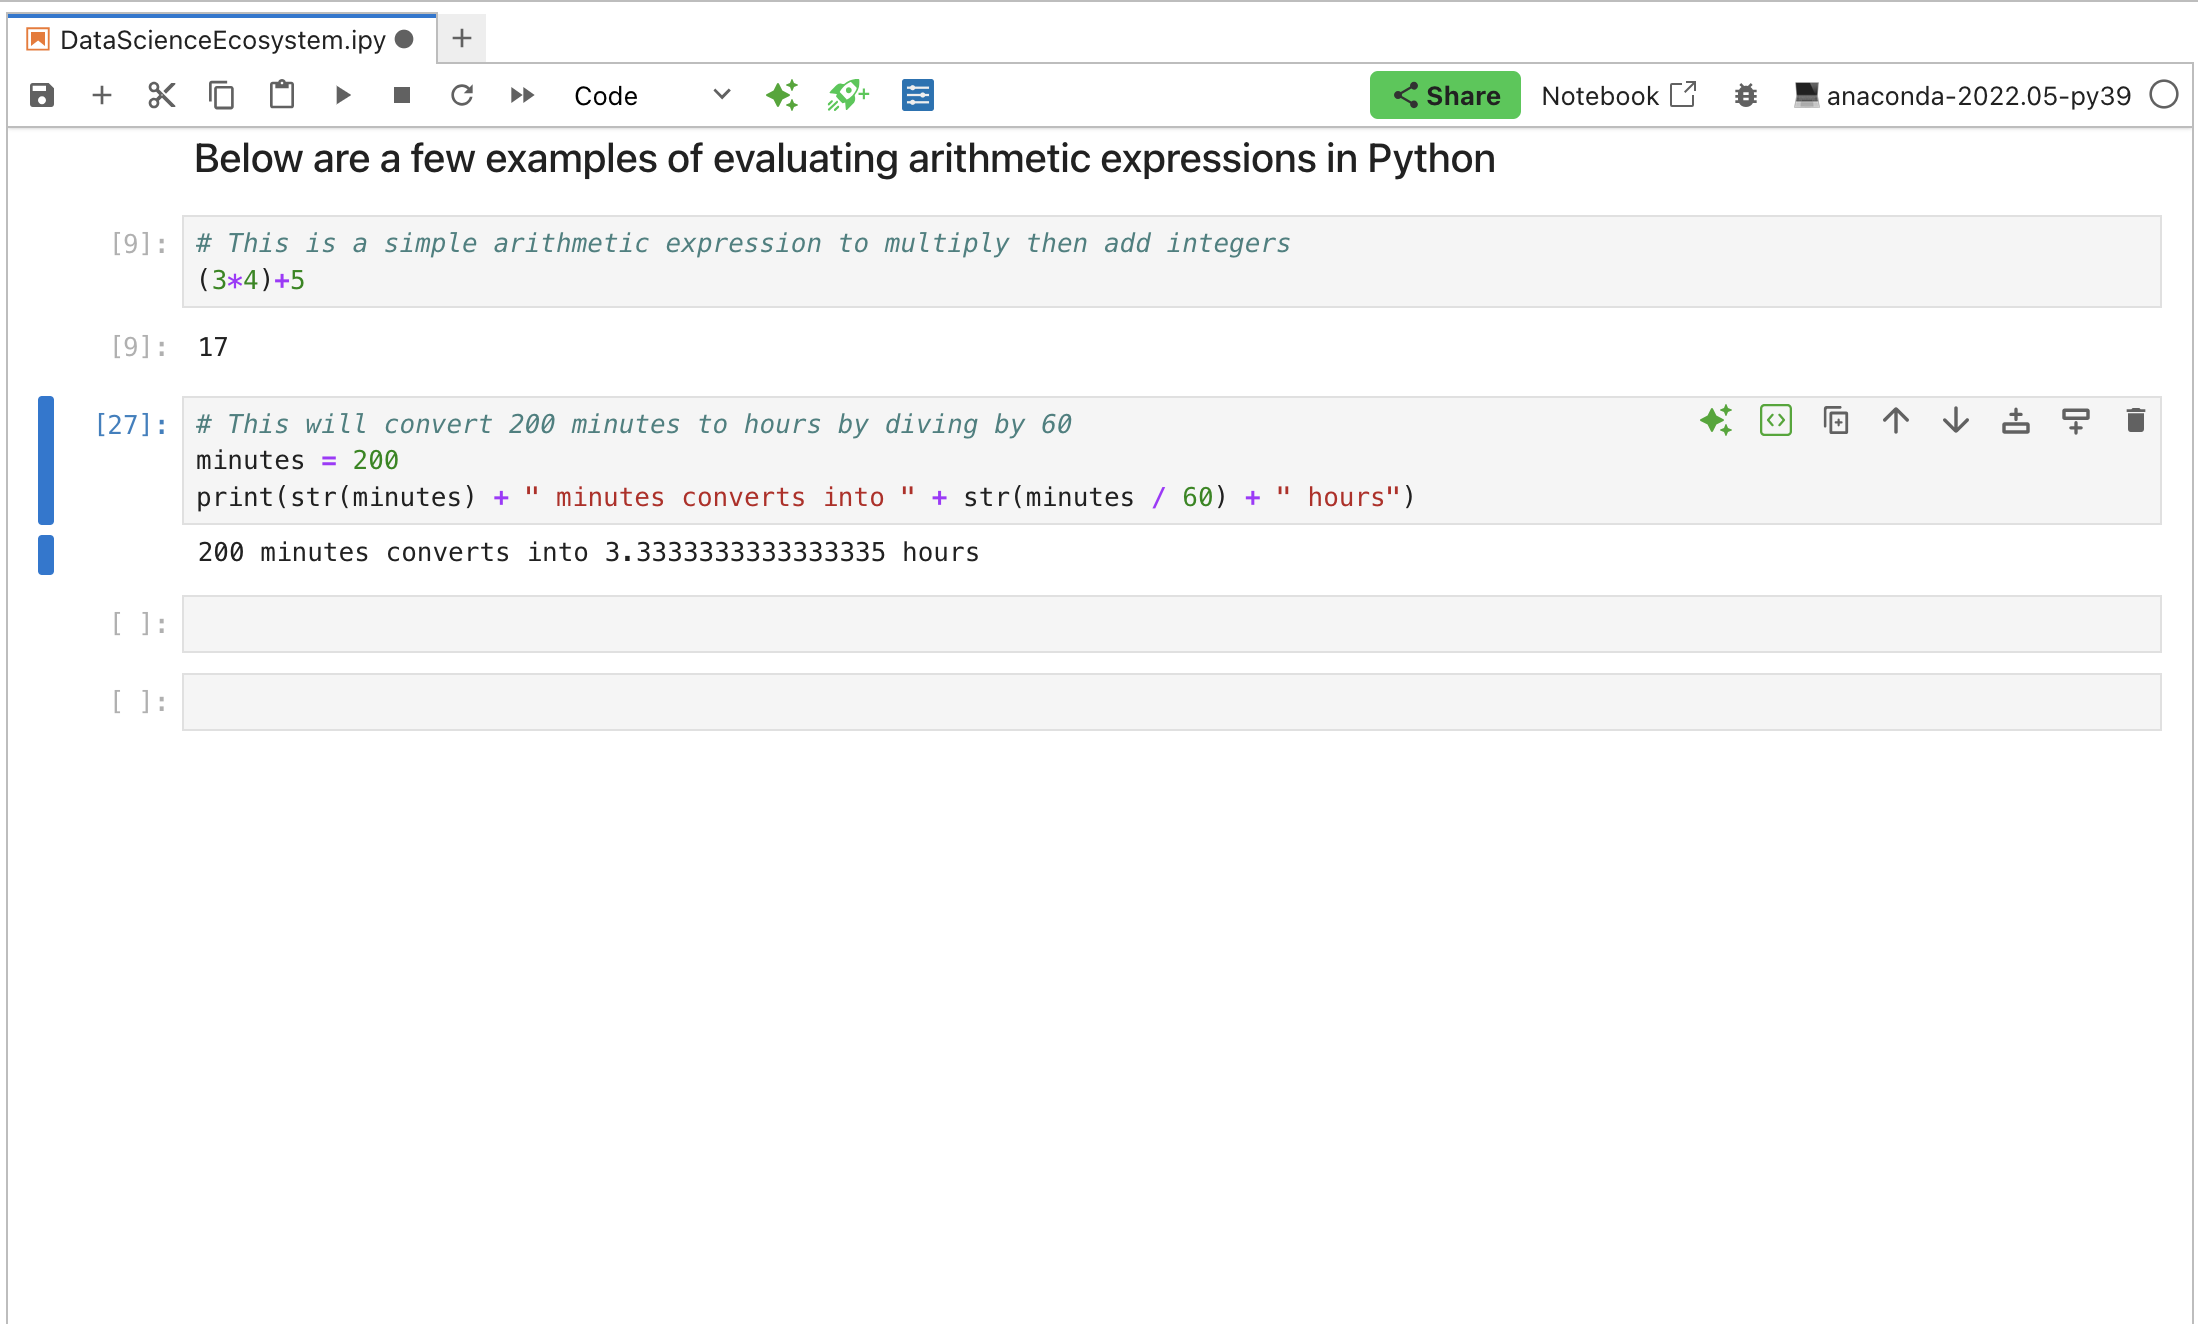 DataScienceEcosystem.ipy
Code
Share
Notebook
anaconda-2022.05-py39
Below are a few examples of evaluating arithmetic expressions in Python
[9]: # This is a simple arithmetic expression to multiply then add integers
(3*4)+5
[9]: 17
[27]: # This will convert 200 minutes to hours by diving by 60
minutes = 200
print(str(minutes) + " minutes converts into " + str(minutes / 60) + " hours")
200 minutes converts into 3.3333333333333335 hours
[ ]:
[ ]: